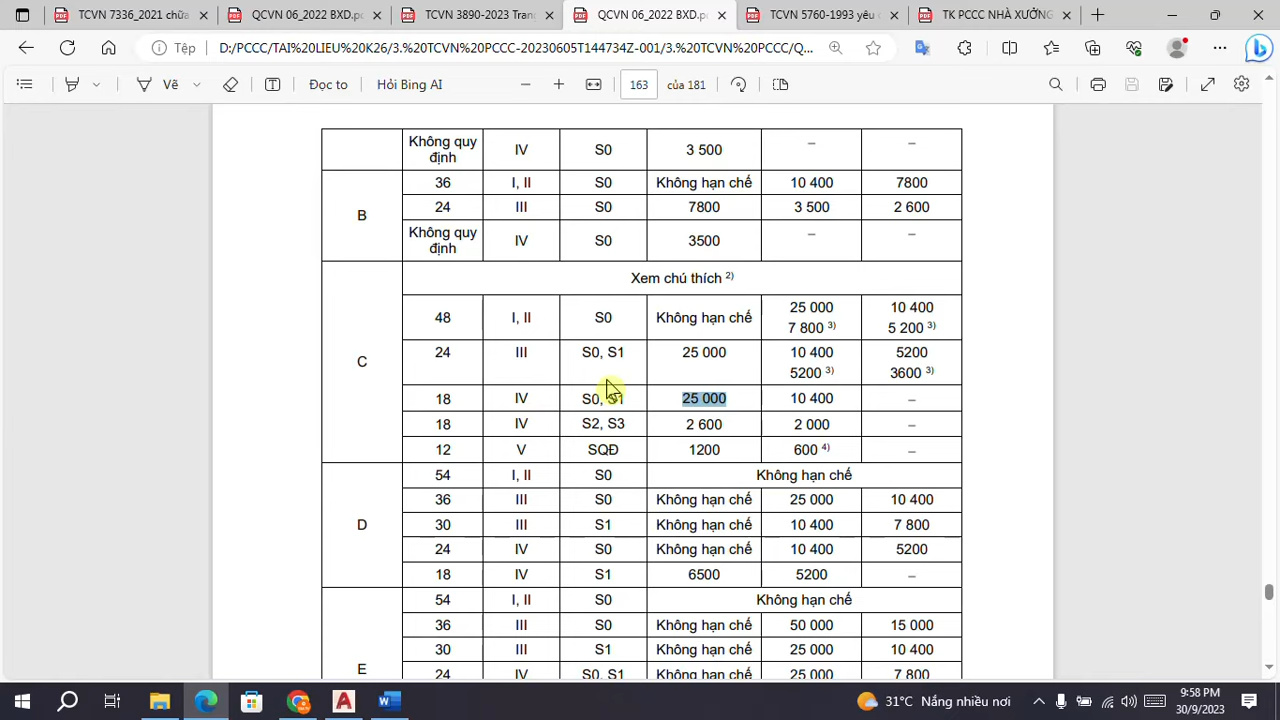 TCVN 7336_2021 chữa
QCVN 06_2022 BXD.pdf
TCVN 3890-2023 Tran
QCVN 06_2022 BXD.pdf
TCVN 5760-1993 yêu c
TK PCCC NHÀ XƯỞNG
Tệp
D:/PCCC/TAI%20LIEU%20K26/3.%20TCVN%20PCCC-20230605T144734Z-001/3.%20TCVN%20PCCC/Q...
Vẽ
Đọc to
Hỏi Bing AI
163
của 181
Không quy
định
IV
S0
3 500
–
–
B
36
I, II
S0
Không hạn chế
10 400
7800
24
III
S0
7800
3 500
2 600
Không quy
định
IV
S0
3500
–
–
C
Xem chú thích 2)
48
I, II
S0
Không hạn chế
25 000
7 800 3)
10 400
5 200 3)
24
III
S0, S1
25 000
10 400
5200 3)
5200
3600 3)
18
IV
S0, S1
25 000
10 400
–
18
IV
S2, S3
2 600
2 000
–
12
V
SQĐ
1200
600 4)
–
D
54
I, II
S0
Không hạn chế
36
III
S0
Không hạn chế
25 000
10 400
30
III
S1
Không hạn chế
10 400
7 800
24
IV
S0
Không hạn chế
10 400
5200
18
IV
S1
6500
5200
–
E
54
I, II
S0
Không hạn chế
36
III
S0
Không hạn chế
50 000
15 000
30
III
S1
Không hạn chế
25 000
10 400
24
IV
S0, S1
Không hạn chế
25 000
7 800
31°C Nắng nhiều nơi
9:58 PM
30/9/2023